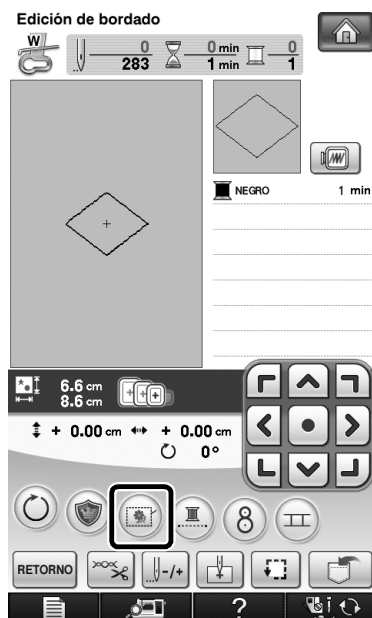 Edición de bordado
W
0 0 min 0
283 1 min 1
NEGRO 1 min
6.6 cm
8.6 cm
+ 0.00 cm + 0.00 cm
0°
8
RETORNO
-/+
?